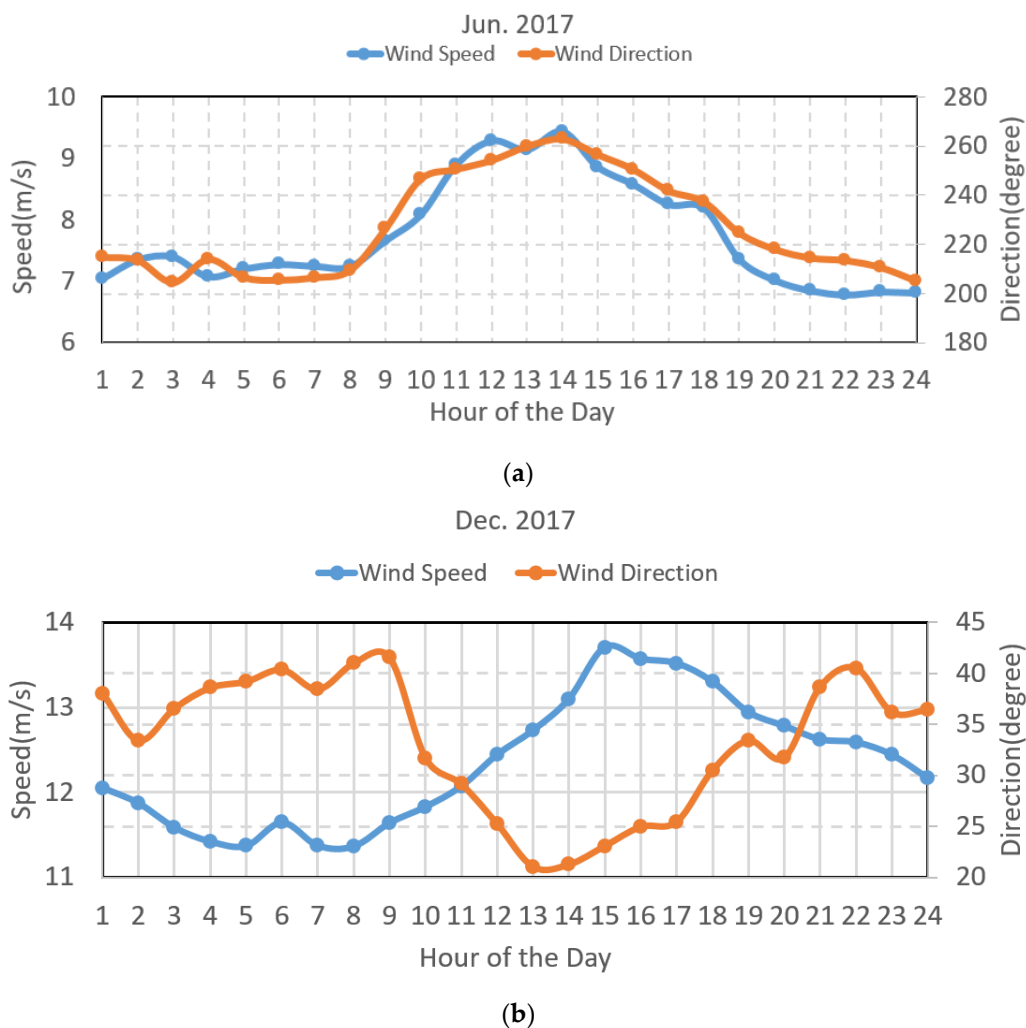 Jun. 2017
Wind Speed Wind Direction
10 280
9 260
8 240
7 220
6 200
180
Speed(m/s)
Direction(degree)
1 2 3 4 5 6 7 8 9 10 11 12 13 14 15 16 17 18 19 20 21 22 23 24
Hour of the Day
(a)
Dec. 2017
Wind Speed Wind Direction
14 45
13 40
12 35
11 30
25
20
Speed(m/s)
Direction(degree)
1 2 3 4 5 6 7 8 9 10 11 12 13 14 15 16 17 18 19 20 21 22 23 24
Hour of the Day
(b)